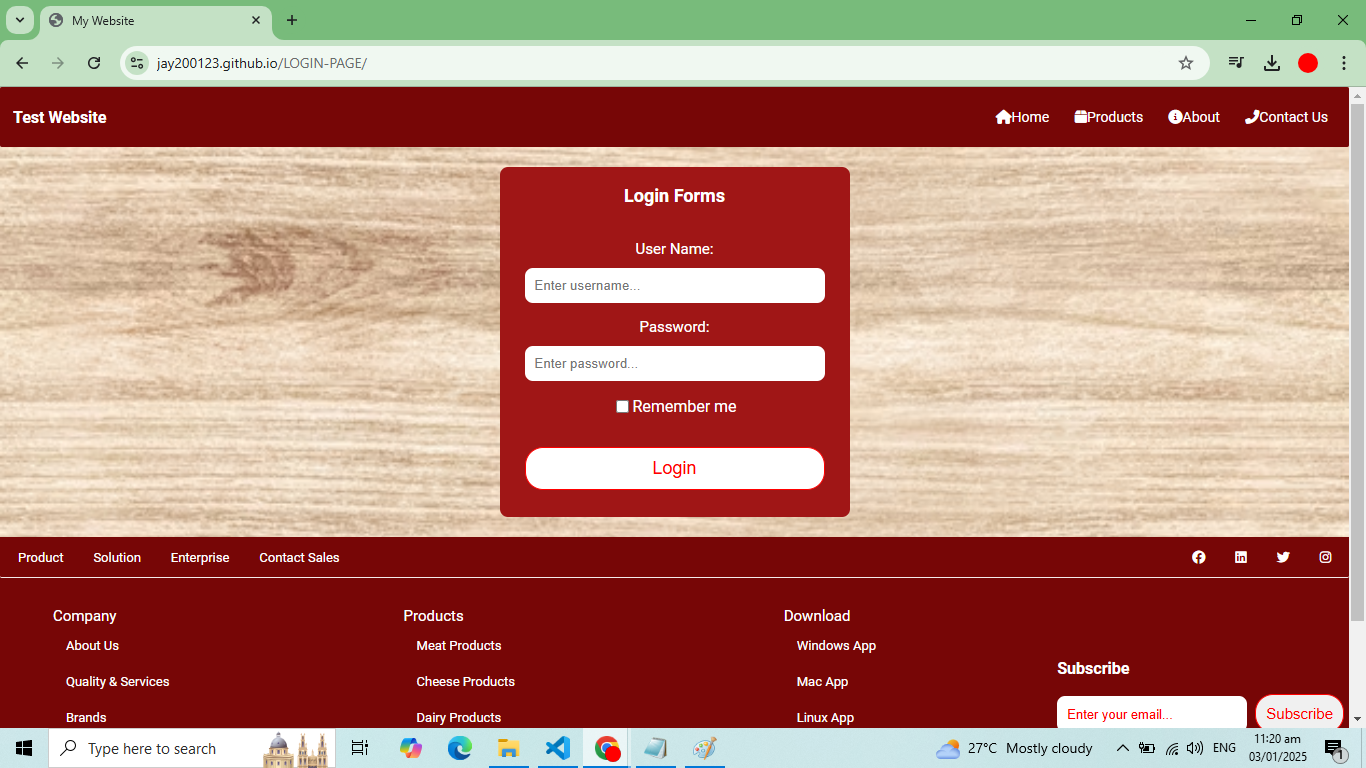 My Website
jay200123.github.io/LOGIN-PAGE/
Test Website
Home Products About Contact Us
Login Forms
User Name:
Enter username...
Password:
Enter password...
Remember me
Login
Product Solution Enterprise Contact Sales
Company Products Download
About Us Meat Products Windows App
Subscribe
Quality & Services Cheese Products Mac App
Enter your email... Subscribe
Brands Dairy Products Linux App
Type here to search
27°C Mostly cloudy
ENG
11:20 am
03/01/2025
1